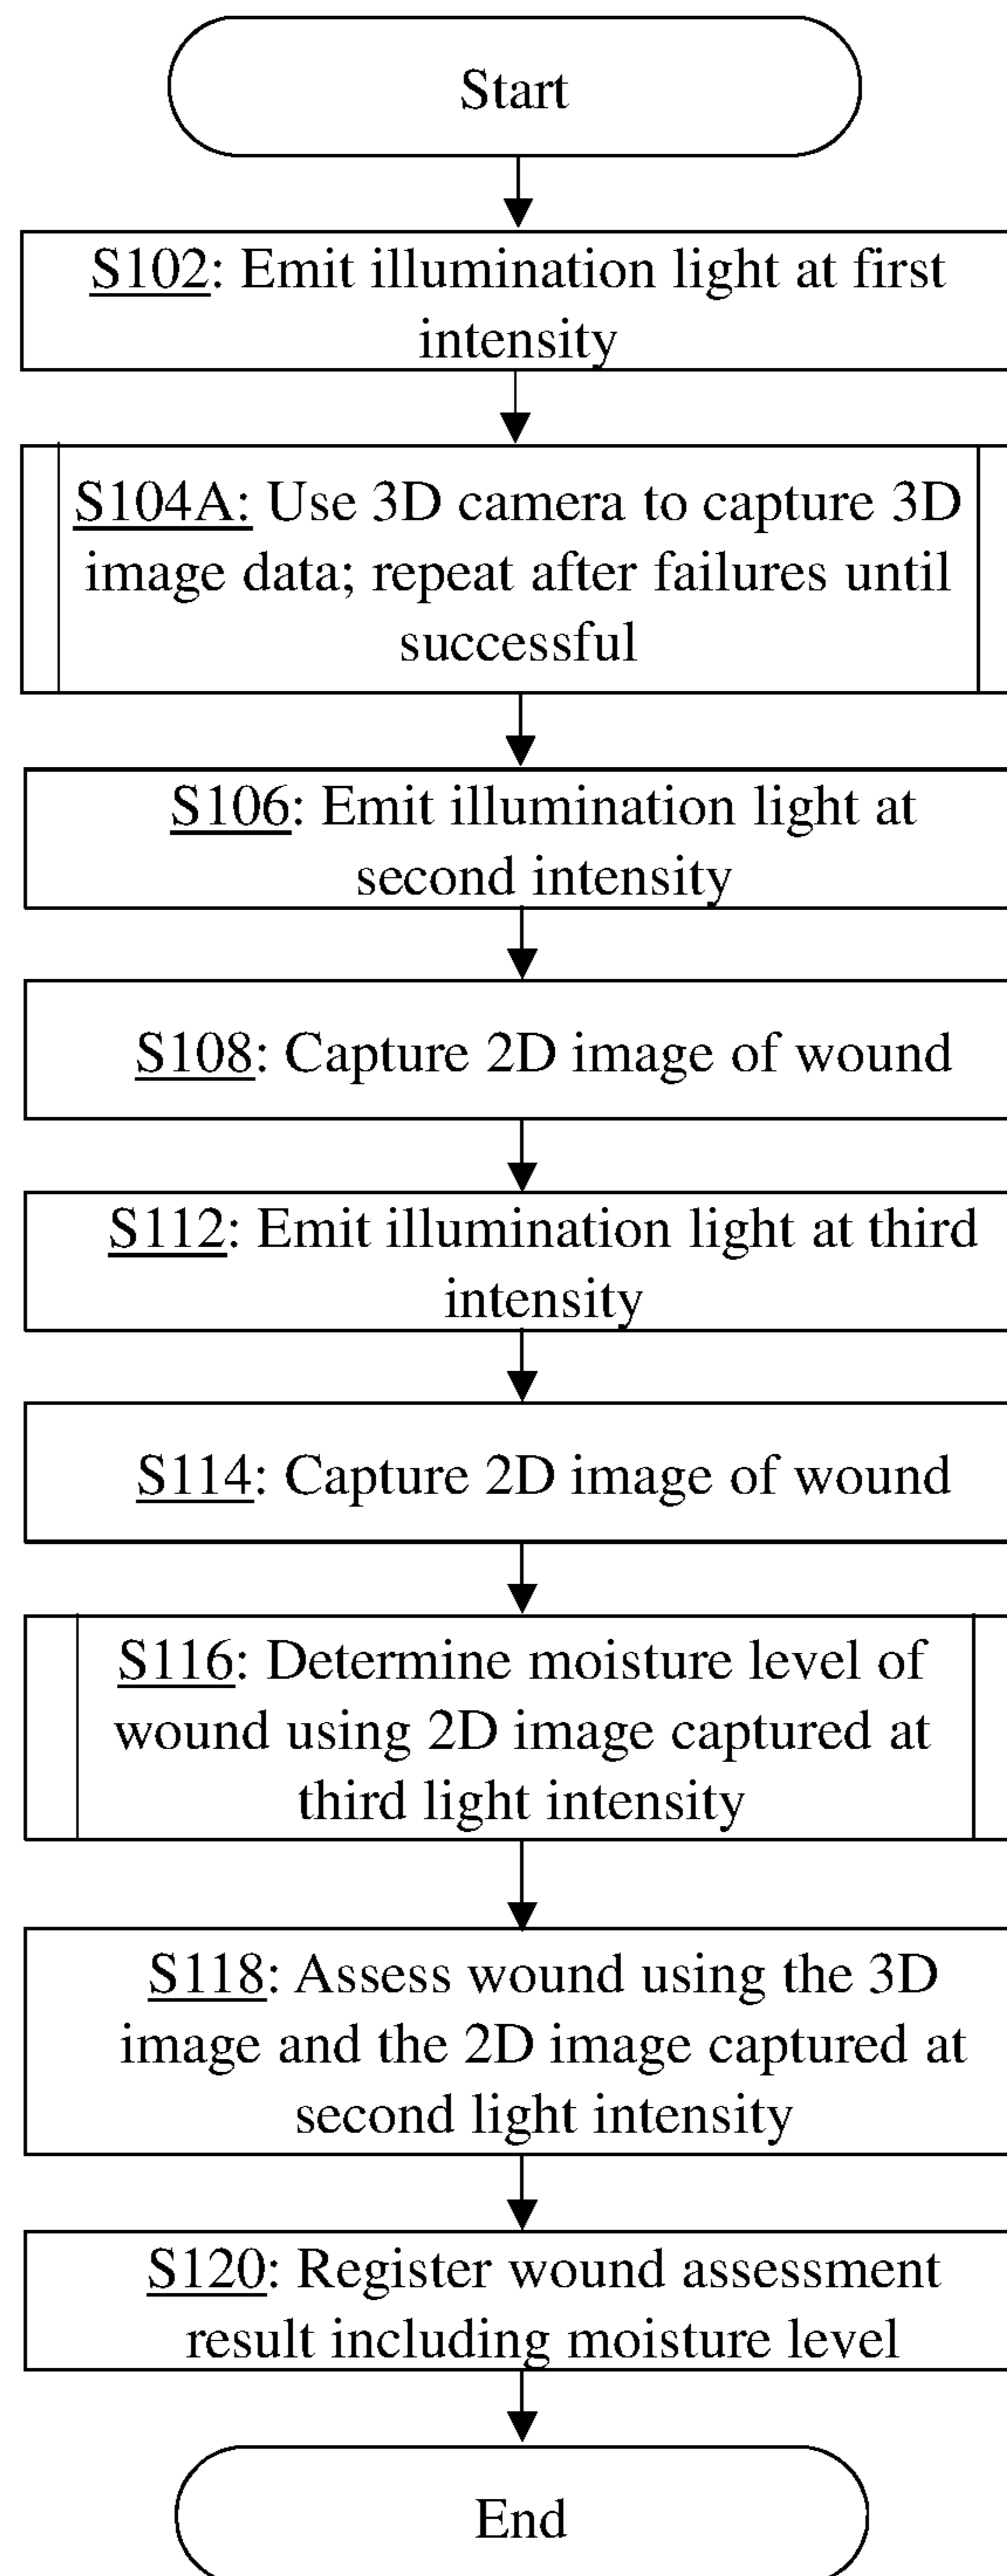 Start
S102: Emit illumination light at first
intensity
S104A: Use 3D camera to capture 3D
image data; repeat after failures until
successful
S106: Emit illumination light at
second intensity
S108: Capture 2D image of wound
S112: Emit illumination light at third
intensity
S114: Capture 2D image of wound
S116: Determine moisture level of
wound using 2D image captured at
third light intensity
S118: Assess wound using the 3D
image and the 2D image captured at
second light intensity
S120: Register wound assessment
result including moisture level
End